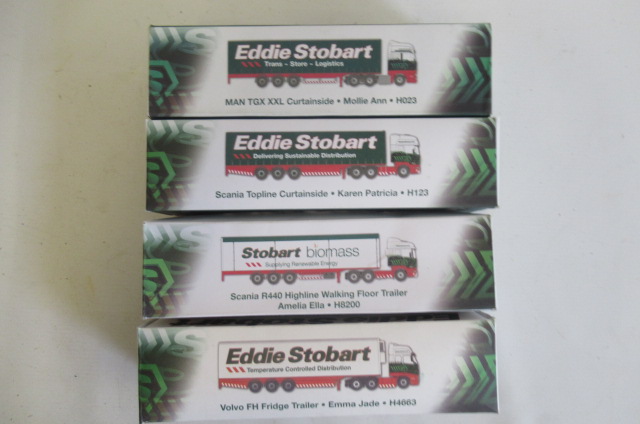 Eddie Stobart
Trans ~ Store ~ Logistics
MAN TGX XXL Curtainside • Mollie Ann • H023
Eddie Stobart
Delivering Sustainable Distribution
Scania Topline Curtainside • Karen Patricia • H123
Stobart biomass
Supplying Renewable Energy
Scania R440 Highline Walking Floor Trailer
Amelia Ella • H8200
Eddie Stobart
Temperature Controlled Distribution
Volvo FH Fridge Trailer • Emma Jade • H4663